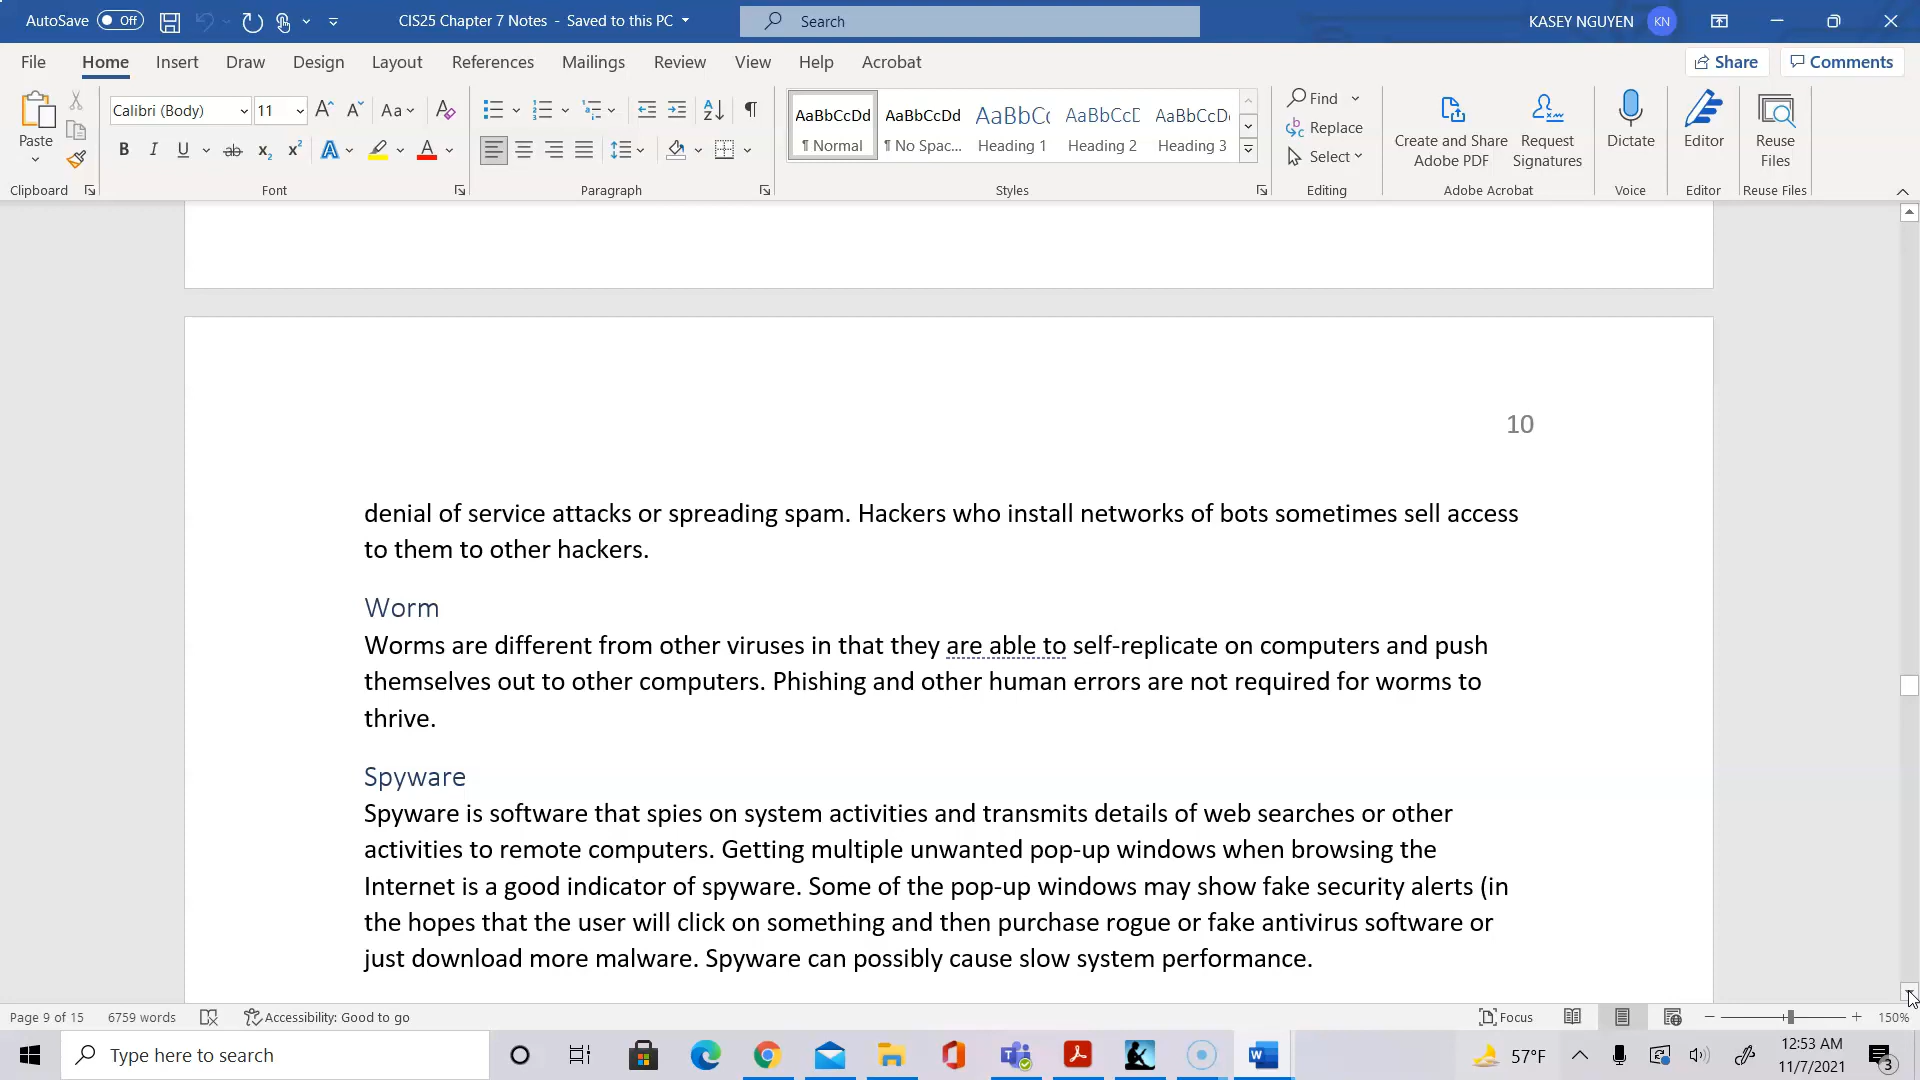 AutoSave Off CIS25 Chapter 7 Notes - Saved to this PC Search KASEY NGUYEN KN
File Home Insert Draw Design Layout References Mailings Review View Help Acrobat Share Comments
Paste
Clipboard
Calibri (Body) 11 Aa
B I U ab x₂ x² A A
Font
Paragraph
AaBbCcDd AaBbCcDd AaBbCc AaBbCcD AaBbCcD
¶ Normal ¶ No Spac... Heading 1 Heading 2 Heading 3
Styles
Find
Replace
Select
Editing
Create and Share Adobe PDF
Request Signatures
Adobe Acrobat
Dictate
Voice
Editor
Editor
Reuse Files
Reuse Files
10
denial of service attacks or spreading spam. Hackers who install networks of bots sometimes sell access
to them to other hackers.
Worm
Worms are different from other viruses in that they are able to self-replicate on computers and push
themselves out to other computers. Phishing and other human errors are not required for worms to
thrive.
Spyware
Spyware is software that spies on system activities and transmits details of web searches or other
activities to remote computers. Getting multiple unwanted pop-up windows when browsing the
Internet is a good indicator of spyware. Some of the pop-up windows may show fake security alerts (in
the hopes that the user will click on something and then purchase rogue or fake antivirus software or
just download more malware. Spyware can possibly cause slow system performance.
Page 9 of 15 6759 words Accessibility: Good to go Focus 150%
Type here to search 57°F 12:53 AM
11/7/2021 3